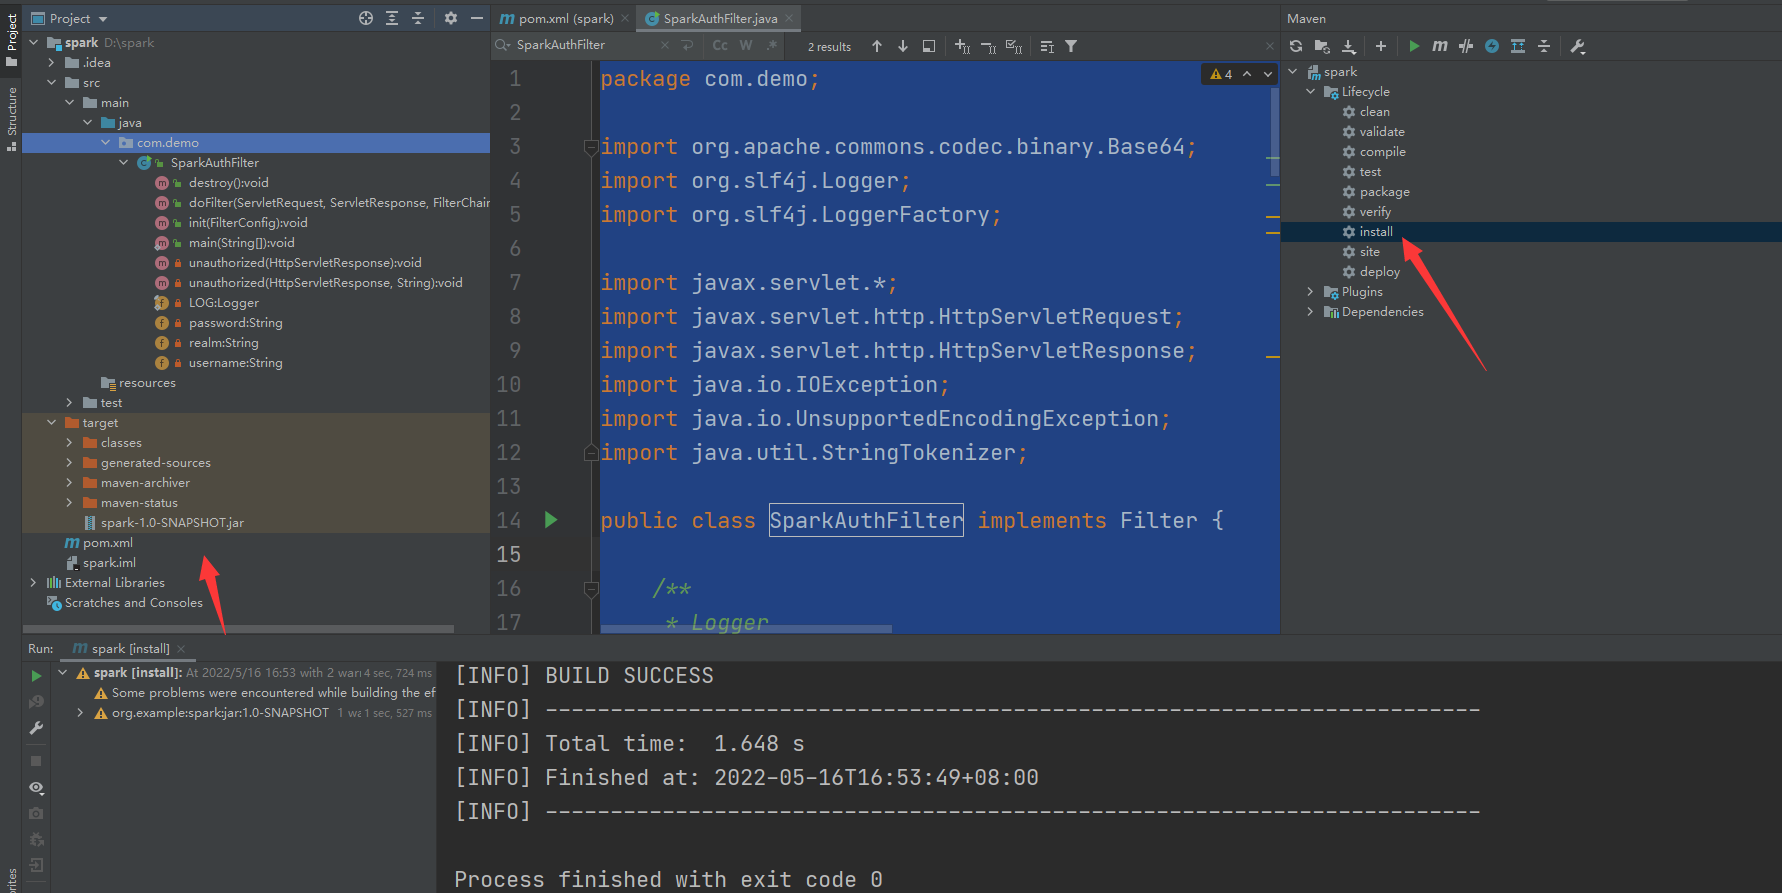 Project
Structure
rites
Project
spark D:\spark
.idea
src
main
java
com.demo
SparkAuthFilter
destroy():void
doFilter(ServletRequest, ServletResponse, FilterChain
init(FilterConfig):void
main(String[]):void
unauthorized(HttpServletResponse):void
unauthorized(HttpServletResponse, String):void
LOG:Logger
password:String
realm:String
username:String
resources
test
target
classes
generated-sources
maven-archiver
maven-status
spark-1.0-SNAPSHOT.jar
pom.xml
spark.iml
External Libraries
Scratches and Consoles
pom.xml (spark)
SparkAuthFilter.java
SparkAuthFilter
Cc W .*
2 results
4
1 package com.demo;
2
3 import org.apache.commons.codec.binary.Base64;
4 import org.slf4j.Logger;
5 import org.slf4j.LoggerFactory;
6
7 import javax.servlet.*;
8 import javax.servlet.http.HttpServletRequest;
9 import javax.servlet.http.HttpServletResponse;
10 import java.io.IOException;
11 import java.io.UnsupportedEncodingException;
12 import java.util.StringTokenizer;
13
14 public class SparkAuthFilter implements Filter {
15
16 /**
17 * Logger
Maven
spark
Lifecycle
clean
validate
compile
test
package
verify
install
site
deploy
Plugins
Dependencies
Run: spark [install]
spark [install]: At 2022/5/16 16:53 with 2 warı 4 sec, 724 ms
Some problems were encountered while building the ef
org.example:spark:jar:1.0-SNAPSHOT 1 wa 1 sec, 527 ms
[INFO] BUILD SUCCESS
[INFO] ------------------------------------------------------------------------
[INFO] Total time:  1.648 s
[INFO] Finished at: 2022-05-16T16:53:49+08:00
[INFO] ------------------------------------------------------------------------
Process finished with exit code 0